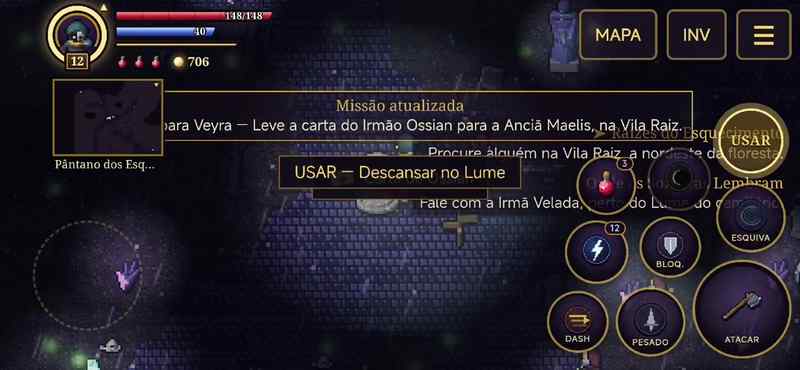 148/148
40
12
706
MAPA
INV
Missão atualizada
para Veyra — Leve a carta do Irmão Ossian para a Anciã Maelis, na Vila Raiz.
Raízes do Esquecimento
USAR
Procure alguém na Vila Raiz, a nordeste da floresta.
Pântano dos Esq...
USAR — Descansar no Lume
3
Lembram
Fale com a Irmã Velada, perto do Lume do
ESQUIVA
12
BLOQ.
DASH
PESADO
ATACAR